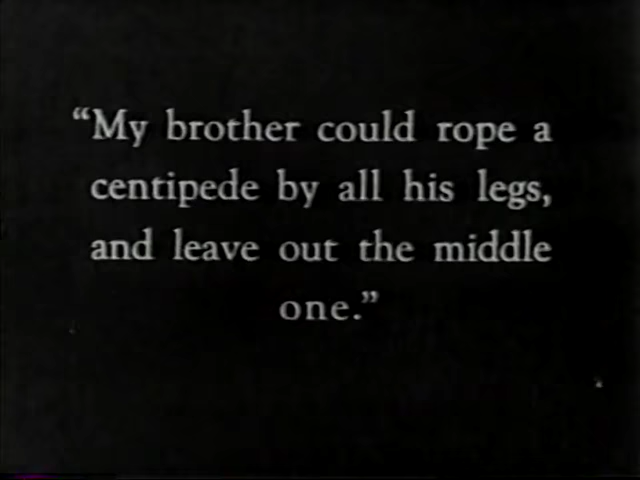 “My brother could rope a
centipede by all his legs,
and leave out the middle
one.”